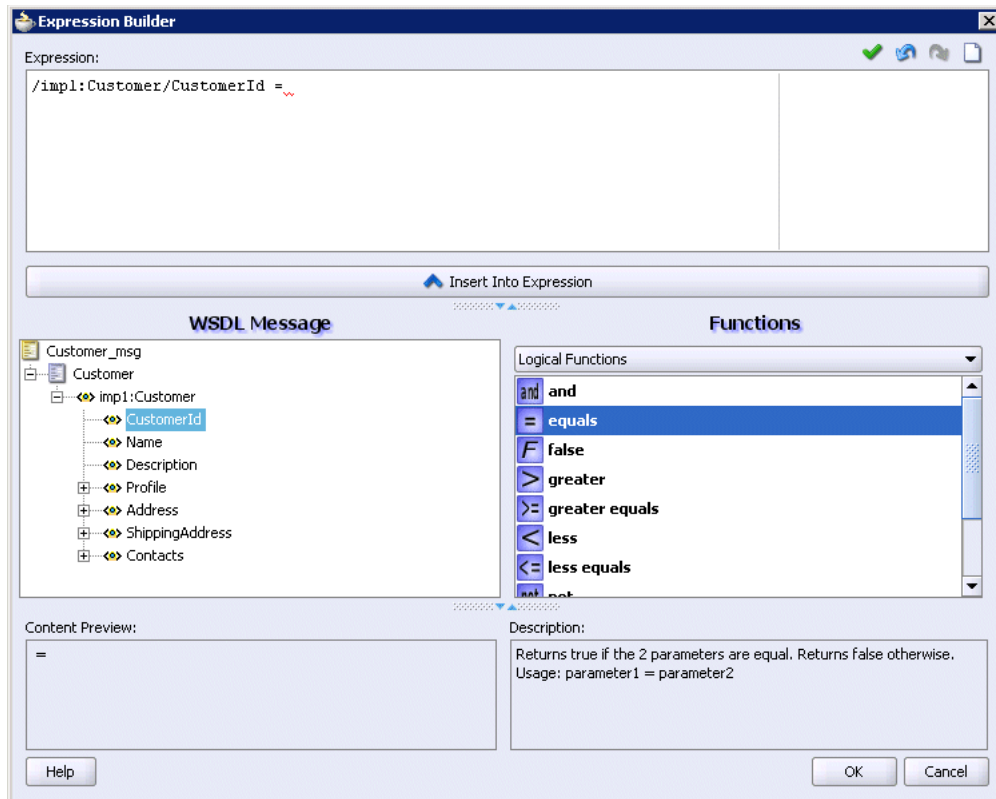 Expression Builder
Expression:
/imp1:Customer/CustomerId =
Insert Into Expression
WSDL Message
Customer_msg
Customer
<o> imp1:Customer
<o> CustomerId
<o> Name
<o> Description
<o> Profile
<o> Address
<o> ShippingAddress
<o> Contacts
Functions
Logical Functions
and and
= equals
F false
> greater
>= greater equals
< less
<= less equals
not not
Content Preview:
=
Description:
Returns true if the 2 parameters are equal. Returns false otherwise.
Usage: parameter1 = parameter2
Help
OK
Cancel